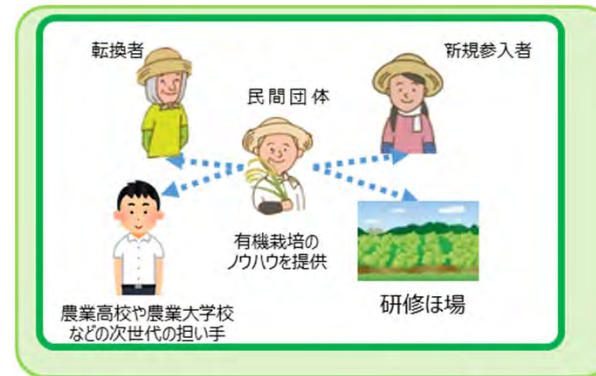 転換者
新規参入者
民間団体
有機栽培の
ノウハウを提供
農業高校や農業大学校
などの次世代の担い手
研修ほ場